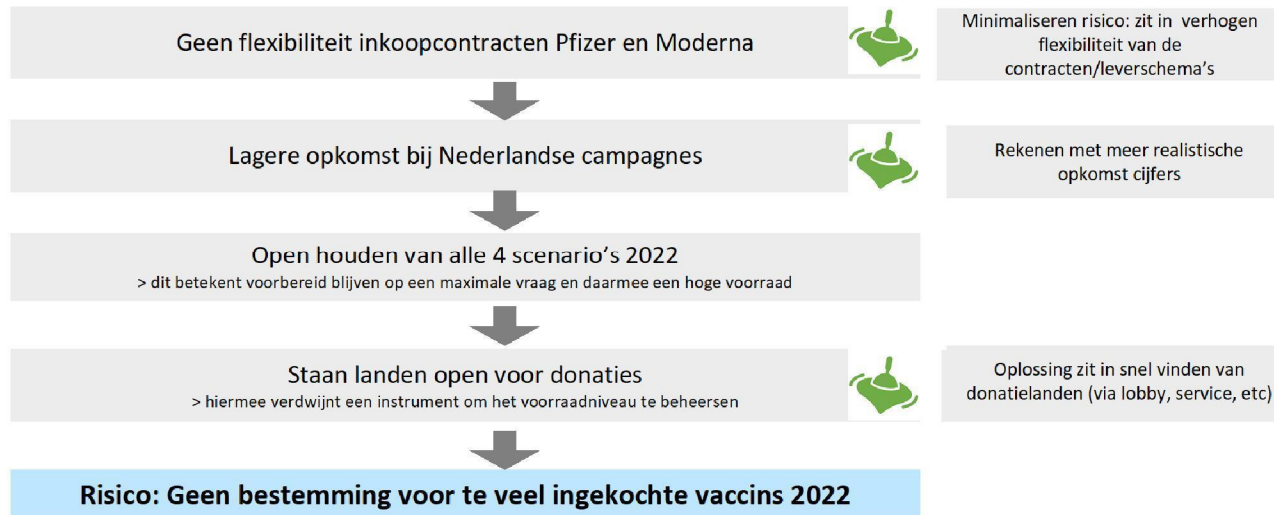 Geen flexibiliteit inkoopcontracten Pfizer en Moderna
Minimaliseren risico: zit in verhogen
flexibiliteit van de
contracten/leverschema's
Lagere opkomst bij Nederlandse campagnes
Rekenen met meer realistische
opkomst cijfers
Open houden van alle 4 scenario's 2022
> dit betekent voorbereid blijven op een maximale vraag en daarmee een hoge voorraad
Staan landen open voor donaties
> hiermee verdwijnt een instrument om het voorraadniveau te beheersen
Oplossing zit in snel vinden van
donatielanden (via lobby, service, etc)
Risico: Geen bestemming voor te veel ingekochte vaccins 2022